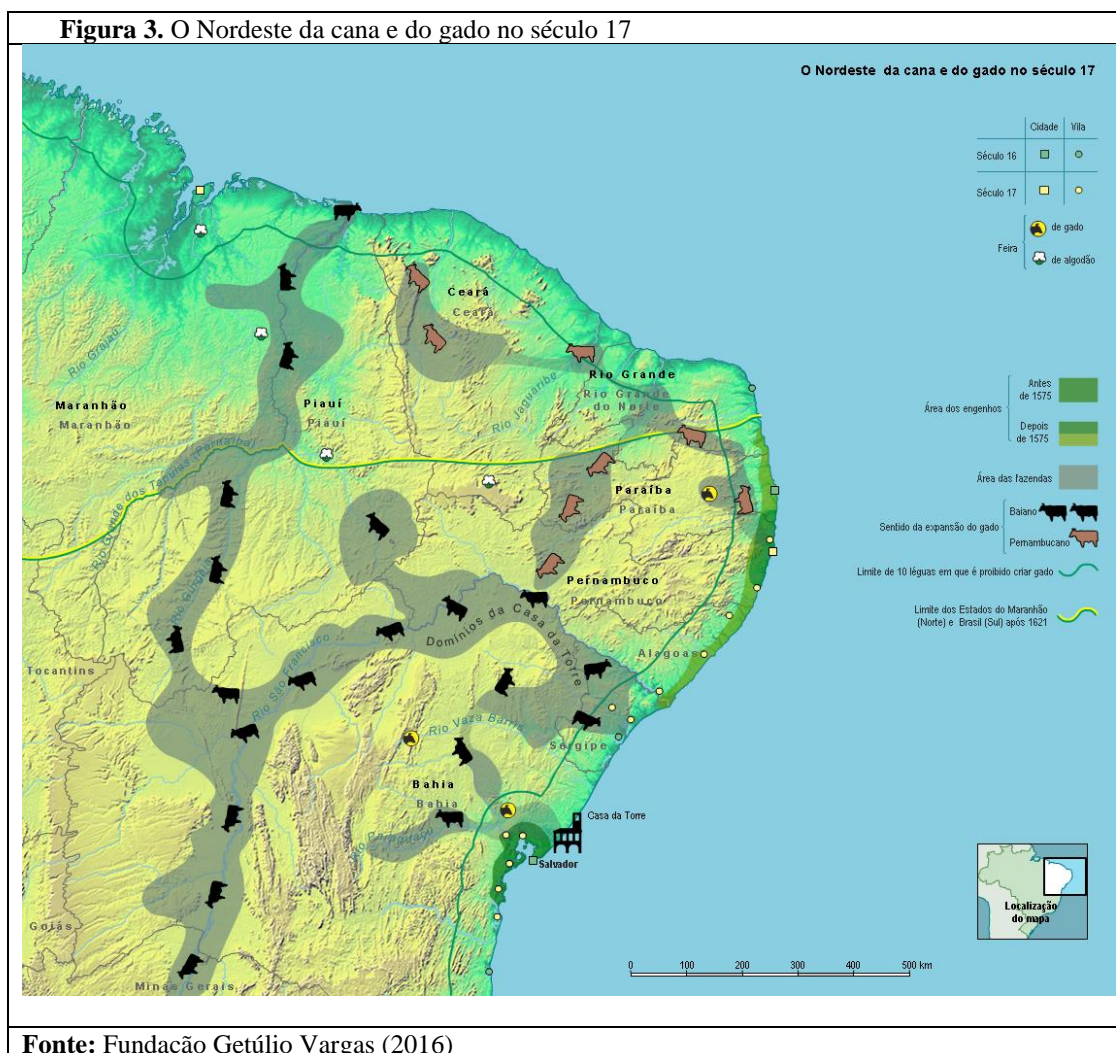 Figura 3. O Nordeste da cana e do gado no século 17
O Nordeste da cana e do gado no século 17
Cidade
Vila
Século 16
Século 17
Feira
de gado
de algodão
Área dos engenhos
Antes
de 1575
Depois
de 1575
Área das fazendas
Sentido da expansão do gado
Baiano
Pernambucano
Limite de 10 léguas em que é proibido criar gado
Limite dos Estados do Maranhão
(Norte) e Brasil (Sul) após 1621
Ceará
Ceará
Rio Grajaú
Rio Grande
Rio Grande
do Norte
Rio Jaguaribe
Maranhão
Maranhão
Piauí
Piauí
Rio Grande dos Tapuias (Parnaíba)
Paraíba
Paraíba
Pernambuco
Pernambuco
Domínios da Casa da Torre
Alagoas
Tocantins
Rio São Francisco
Rio Vaza Barris
Sergipe
Bahia
Bahia
Casa da Torre
Salvador
Goiás
Minas Gerais
Localização
do mapa
0 100 200 300 400 500 km
Fonte: Fundação Getúlio Vargas (2016)